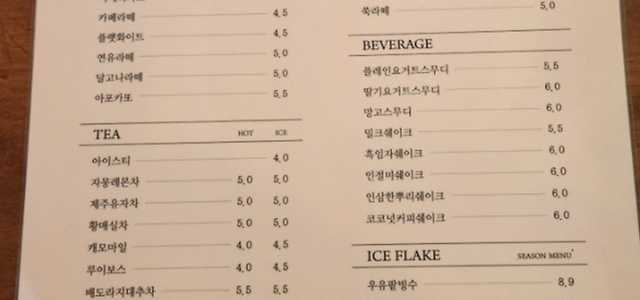 카페라떼 4.5
플랫화이트 4.5
연유라떼 5.0
달고나라떼 5.0
아포카토 5.5
TEA HOT ICE
아이스티 4.0
자몽레몬차 5.0 5.0
제주유자차 5.0 5.0
황매실차 5.0 5.0
캐모마일 4.0 4.5
루이보스 4.0 4.5
배도라지대추차 5.5 5.5
쑥라떼 5.0
BEVERAGE
플레인요거트스무디 5.5
딸기요거트스무디 6.0
망고스무디 6.0
밀크쉐이크 5.5
흑임자쉐이크 6.0
인절미쉐이크 6.0
인삼한뿌리쉐이크 6.0
코코넛커피쉐이크 6.0
ICE FLAKE SEASON MENU
우유팥빙수 8.9